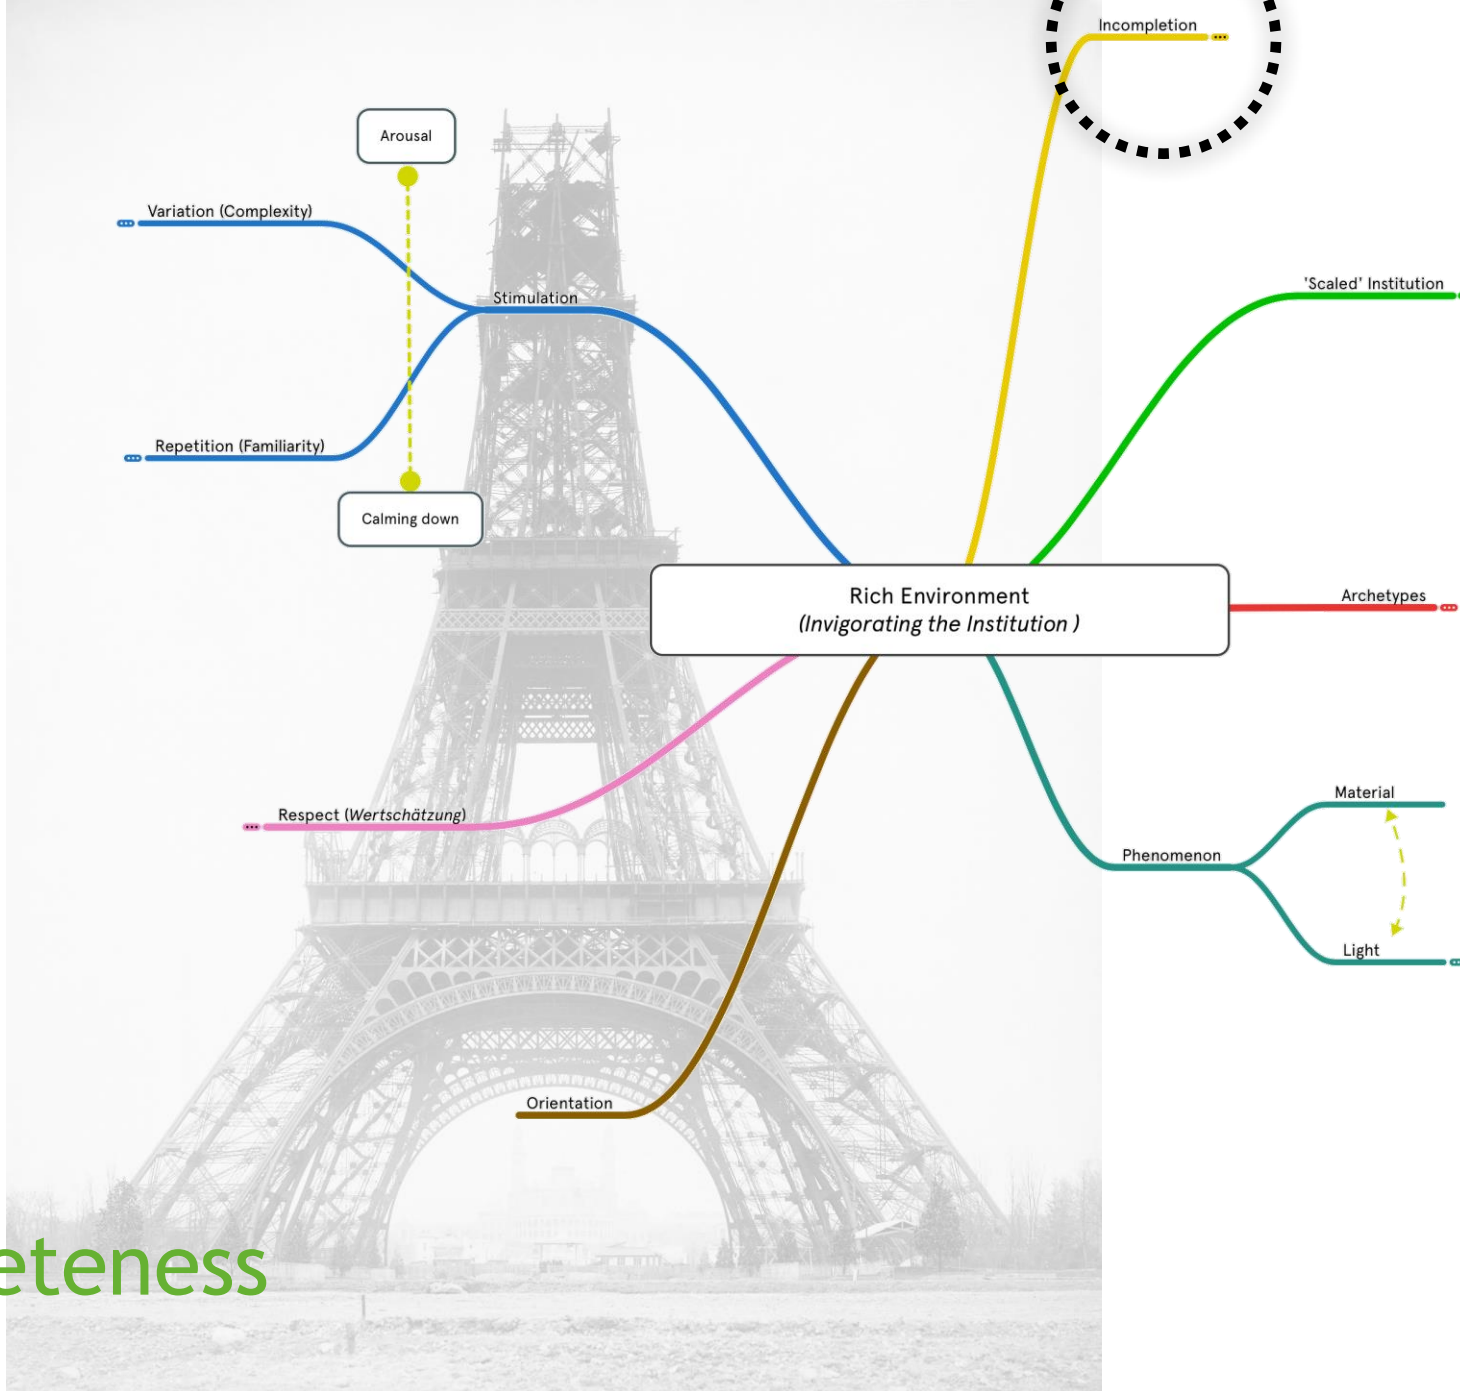 Incompletion
Arousal
Variation (Complexity)
'Scaled' Institution
Stimulation
Repetition (Familiarity)
Calming down
Rich Environment
(Invigorating the Institution )
Archetypes
Material
Respect (Wertschätzung)
Phenomenon
Light
Orientation
eteness